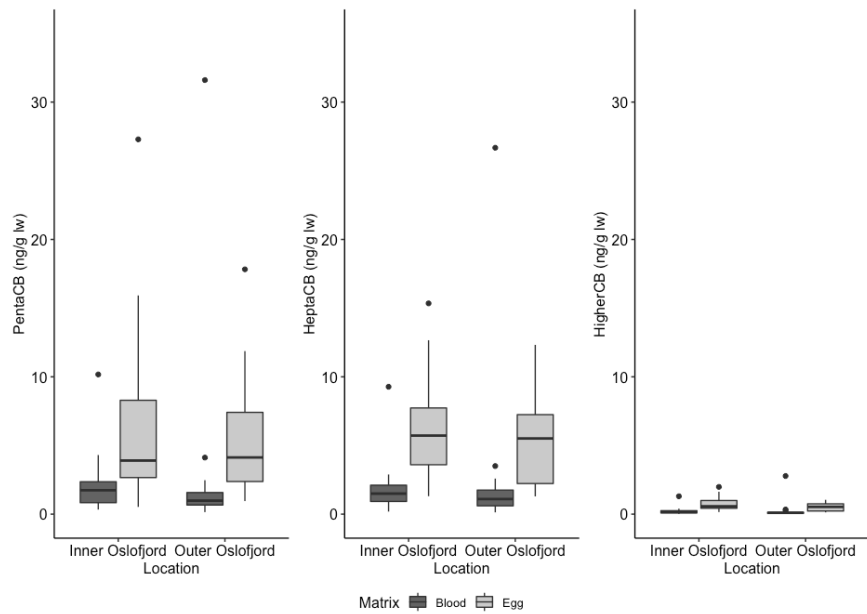 PentaCB (ng/g lw)
30
20
10
0
Inner Oslofjord Outer Oslofjord
Location
HeptaCB (ng/g lw)
30
20
10
0
Inner Oslofjord Outer Oslofjord
Location
HigherCB (ng/g lw)
30
20
10
0
Inner Oslofjord Outer Oslofjord
Location
Matrix Blood Egg